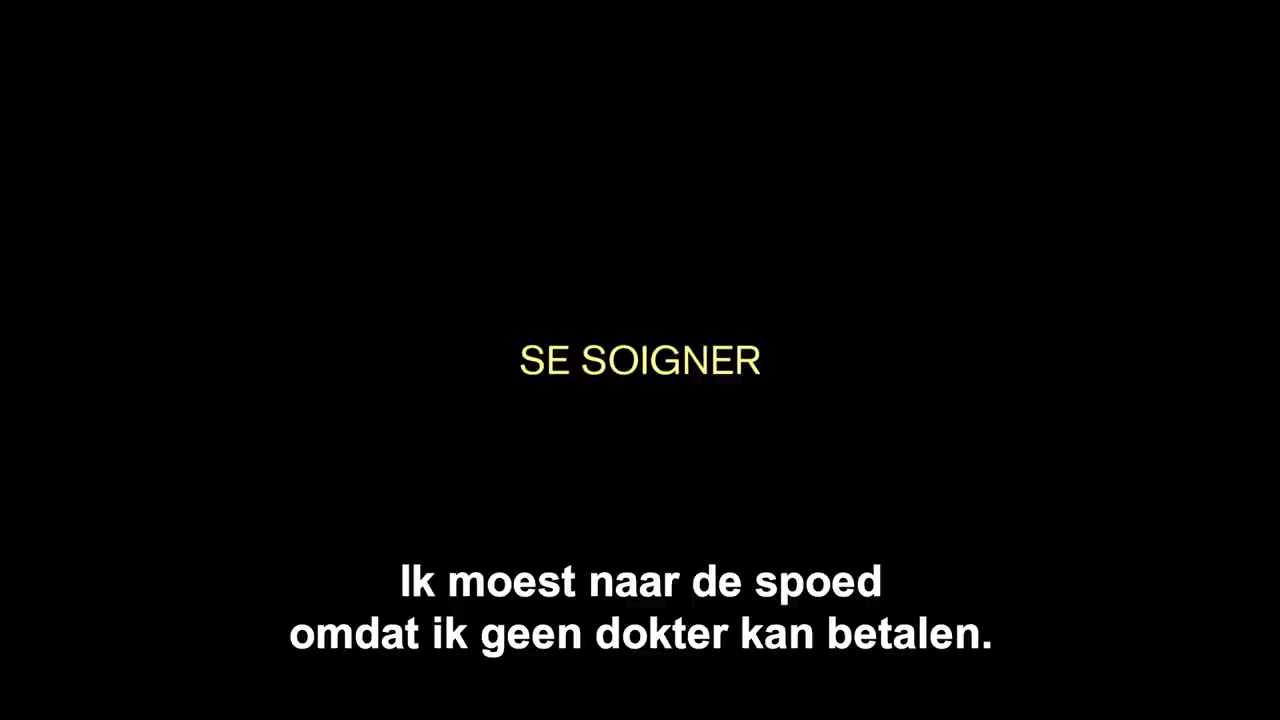 SE SOIGNER
Ik moest naar de spoed
omdat ik geen dokter kan betalen.